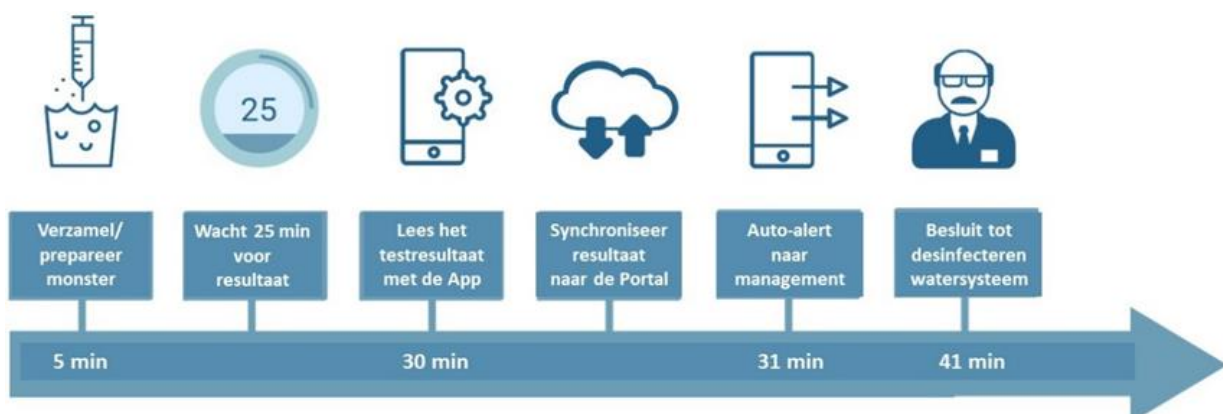 25
Verzamel/
prepareer
monster
Wacht 25 min
voor
resultaat
Lees het
testresultaat
met de App
Synchroniseer
resultaat
naar de Portal
Auto-alert
naar
management
Besluit tot
desinfecteren
watersysteem
5 min
30 min
31 min
41 min